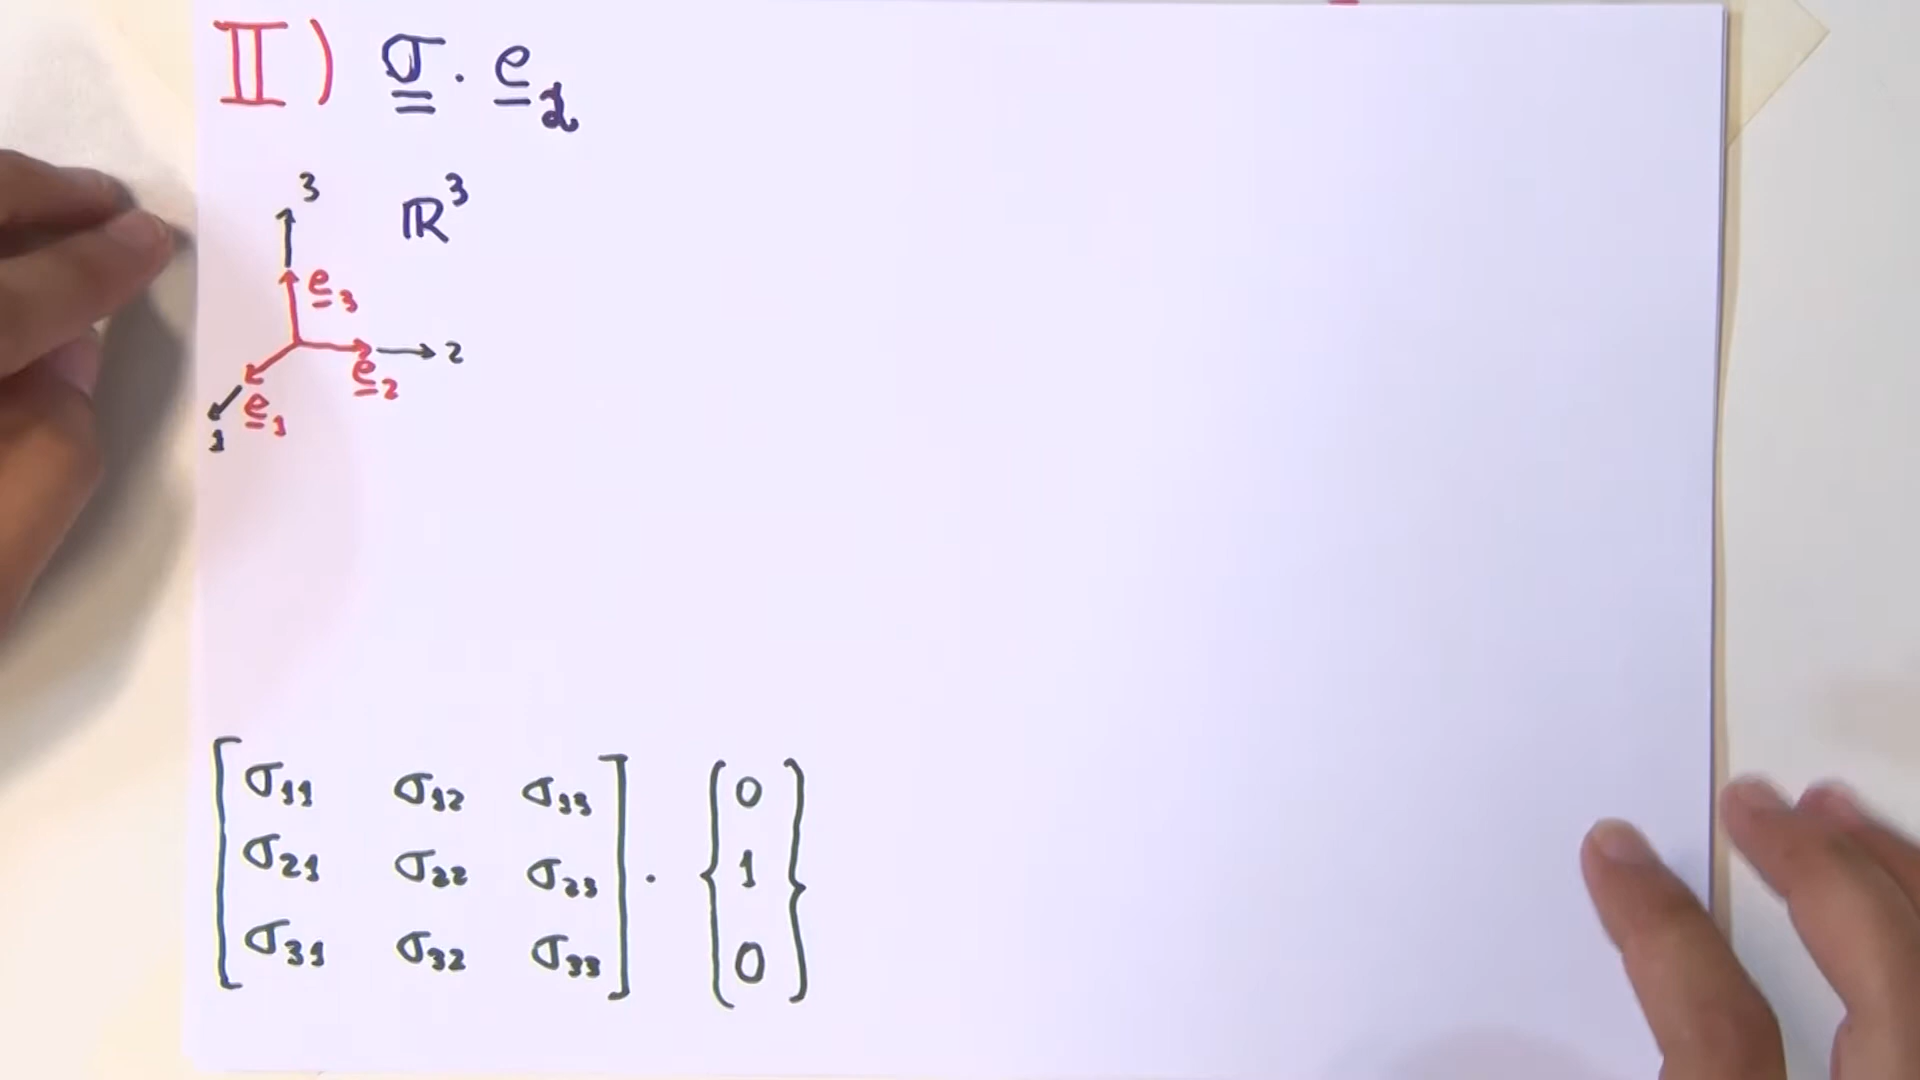 II) σ · e₂
3
ℝ³
e₃
2
e₂
e₁
1
[ σ₁₁ σ₁₂ σ₁₃ ] { 0 }
[ σ₂₁ σ₂₂ σ₂₃ ] · { 1 }
[ σ₃₁ σ₃₂ σ₃₃ ] { 0 }